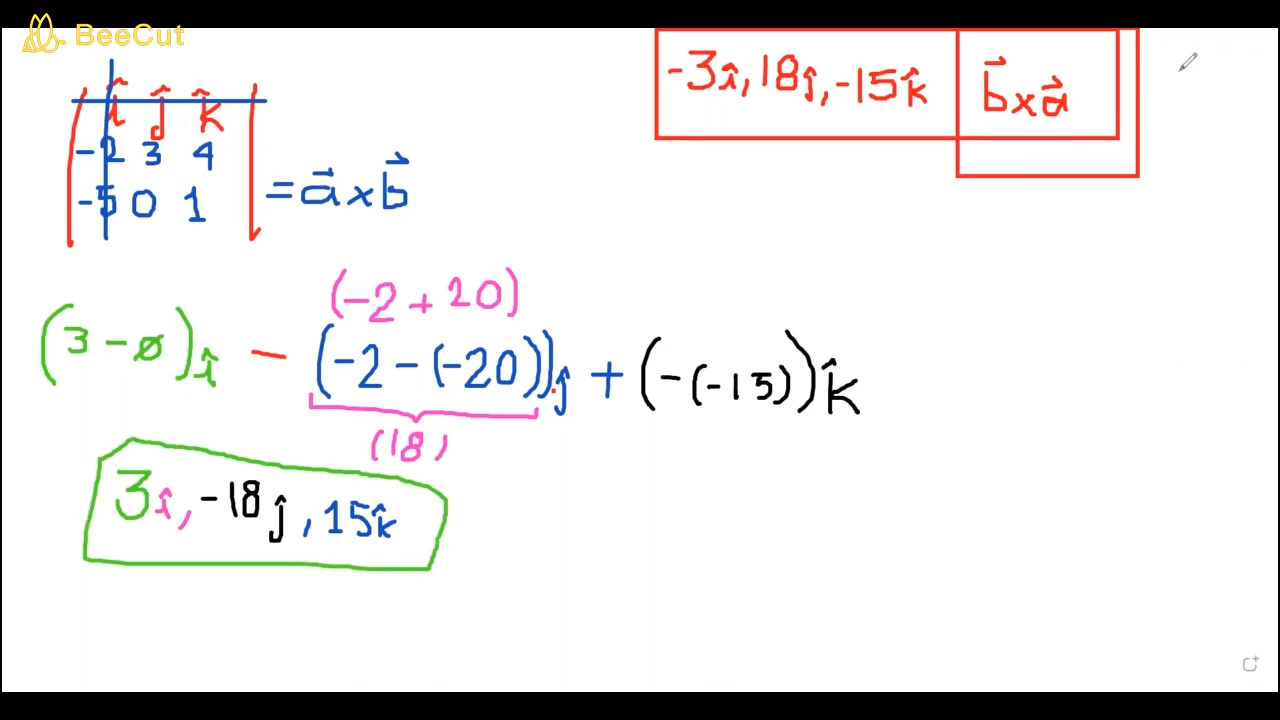 BeeCut
-3î, 18ĵ, -15k̂ b⃗ x a⃗
î ĵ k̂
-2 3 4
-5 0 1
= a⃗ x b⃗
(-2 + 20)
(3 - 0)î - (-2 - (-20))ĵ + (-(-15))k̂
(18)
3î, -18ĵ, 15k̂